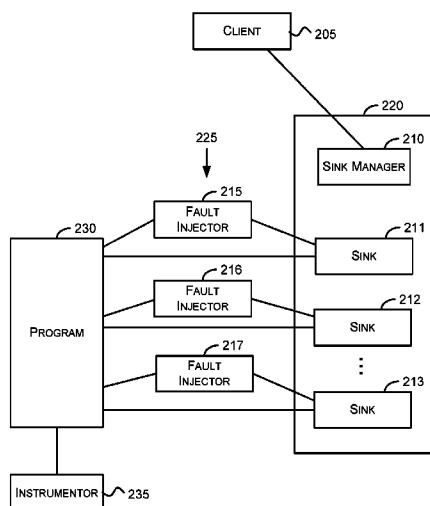 CLIENT
205
220
210
SINK MANAGER
225
215
FAULT
INJECTOR
230
211
SINK
216
FAULT
INJECTOR
212
SINK
PROGRAM
217
FAULT
INJECTOR
213
SINK
INSTRUMENTOR
235